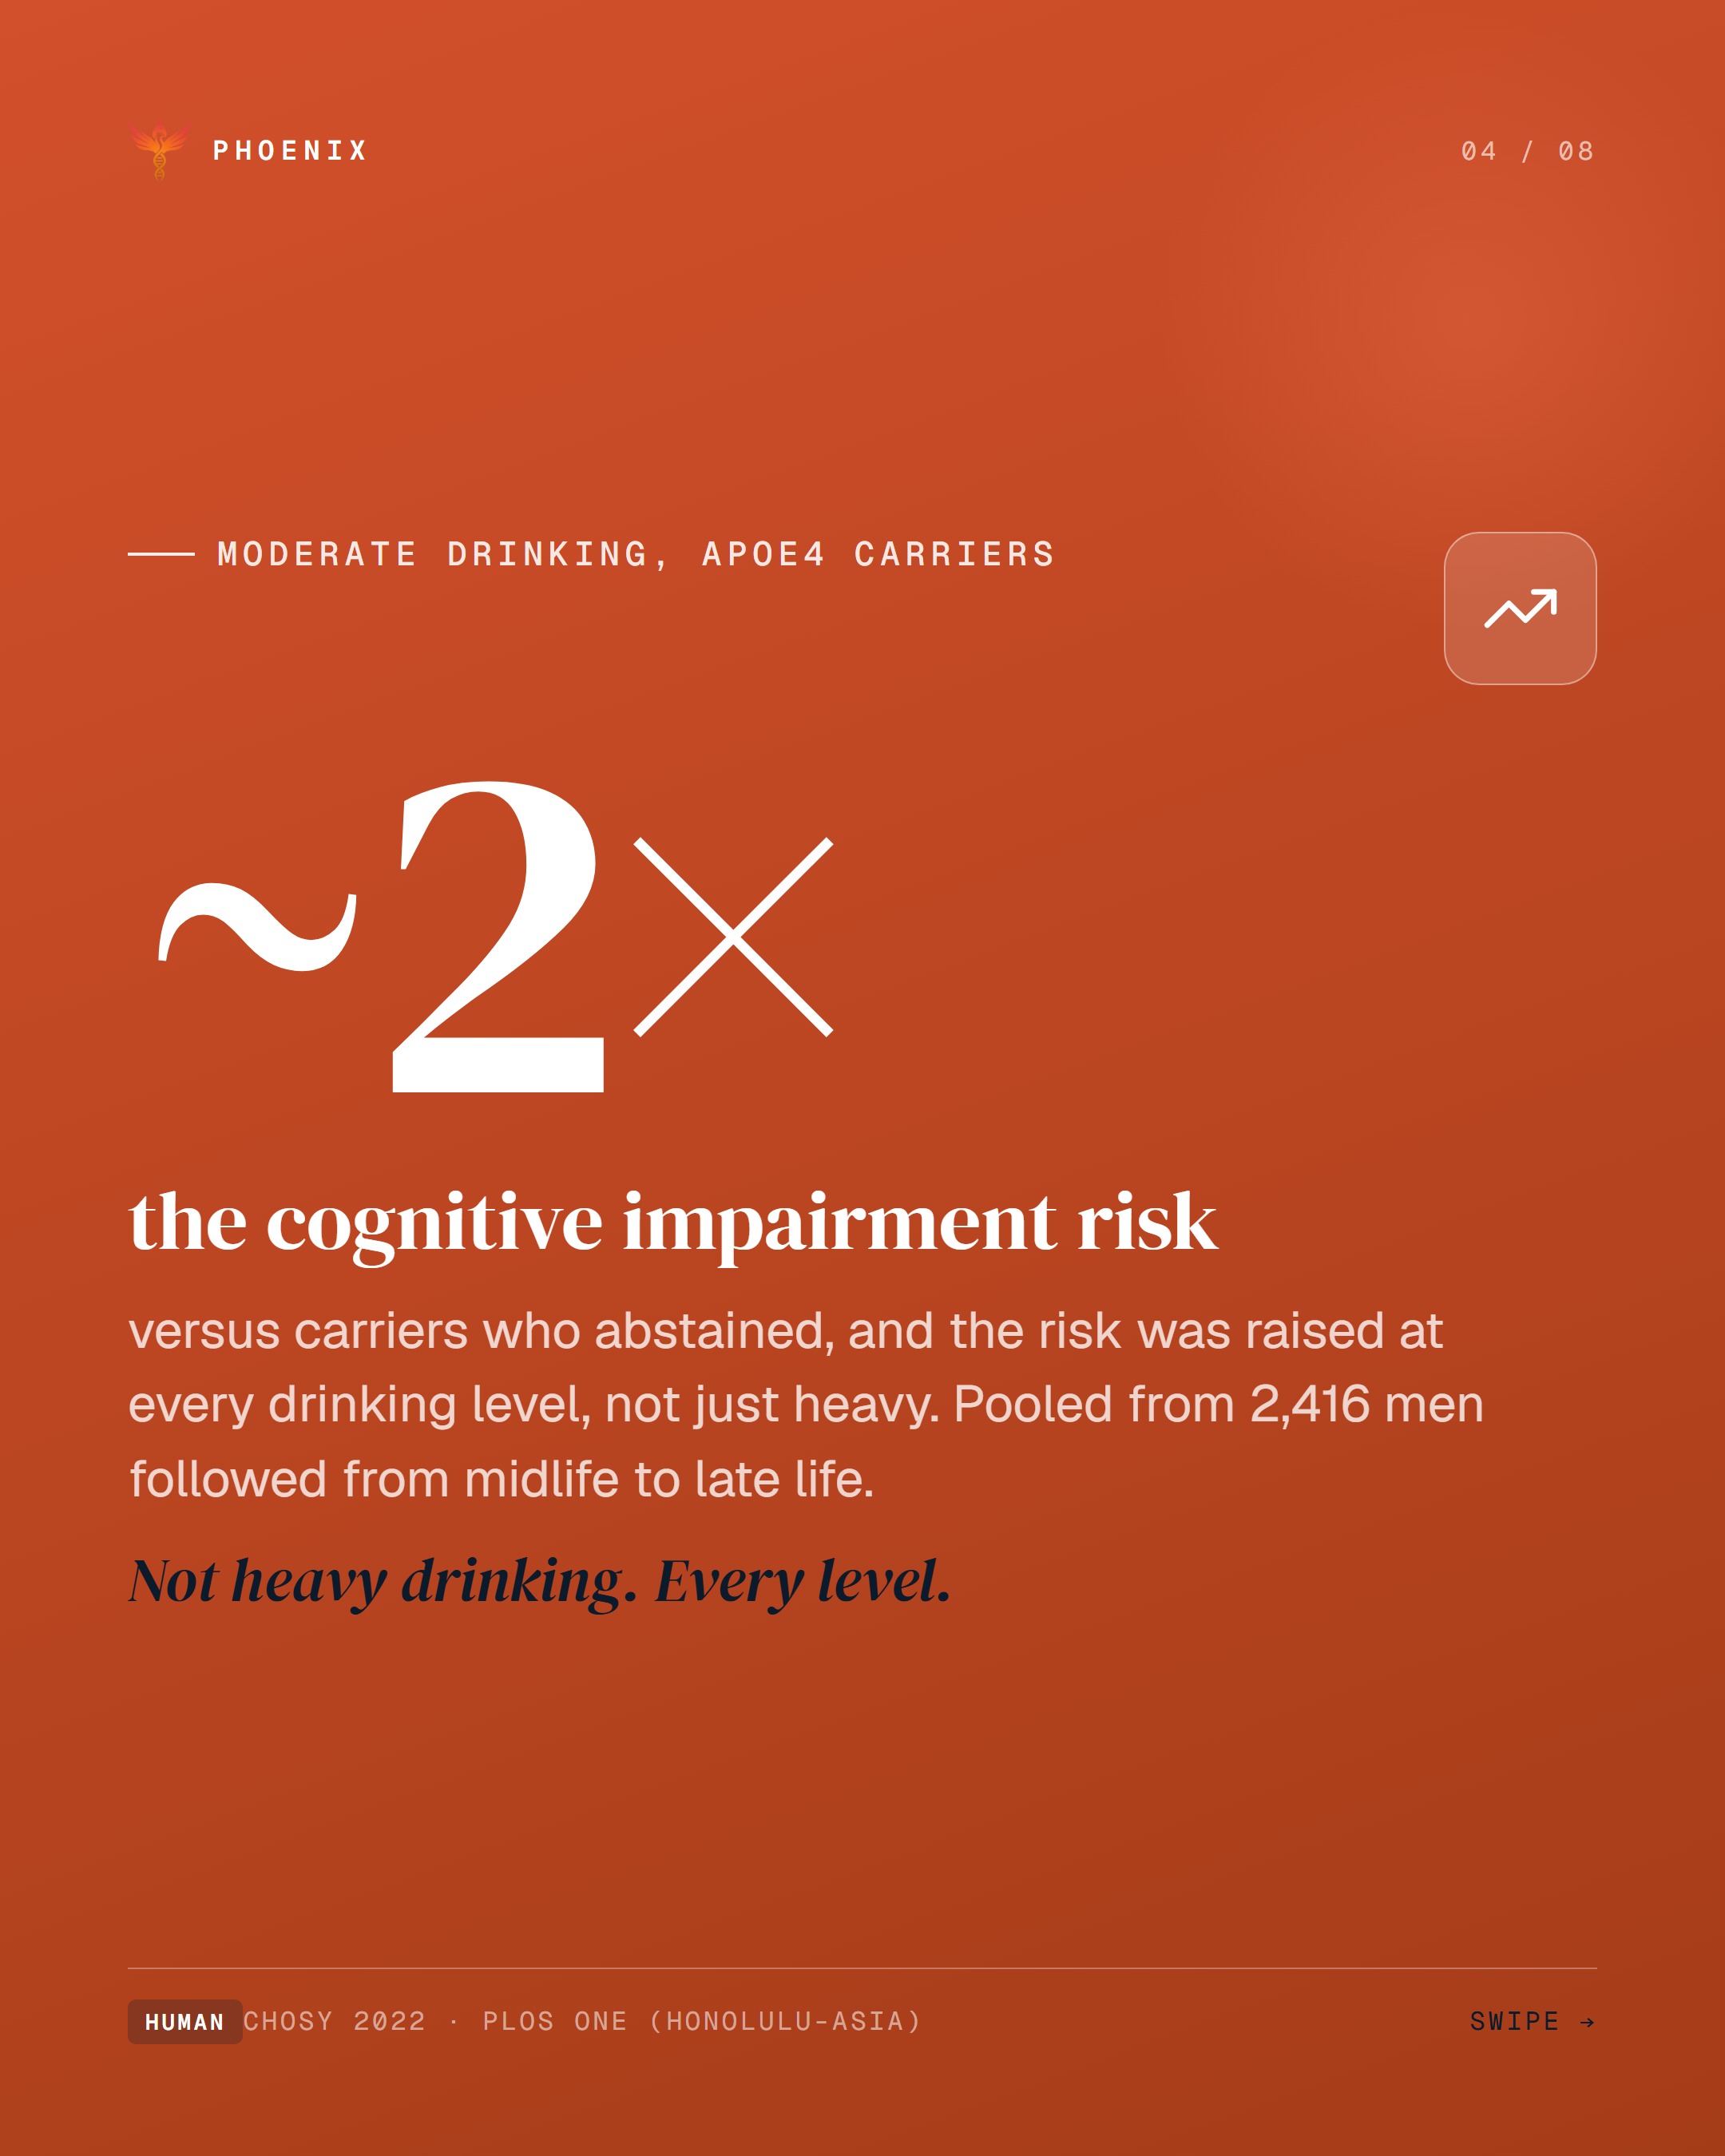 PHOENIX
04 / 08
MODERATE DRINKING, APOE4 CARRIERS
~2×
the cognitive impairment risk
versus carriers who abstained, and the risk was raised at
every drinking level, not just heavy. Pooled from 2,416 men
followed from midlife to late life.
Not heavy drinking. Every level.
HUMAN CHOSY 2022 · PLOS ONE (HONOLULU-ASIA)
SWIPE →